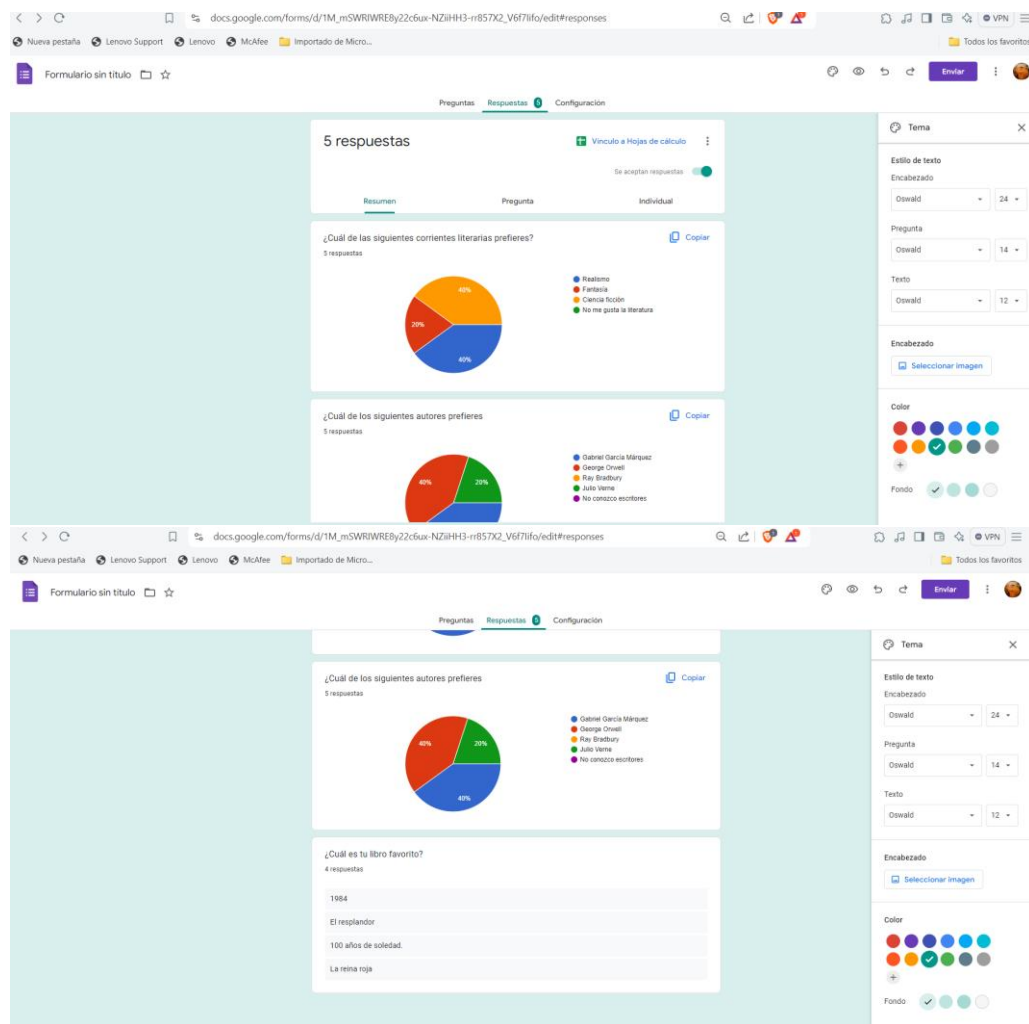 docs.google.com/forms/d/1M_mSWRIWRE8y22c6ux-NZiiHH3-rr857X2_V6f7lifo/edit#responses
VPN
Nueva pestaña Lenovo Support Lenovo McAfee Importado de Micro... Todos los favoritos
Formulario sin título Enviar
Preguntas Respuestas 5 Configuración
5 respuestas
Vínculo a Hojas de cálculo
Se aceptan respuestas
Resumen Pregunta Individual
¿Cuál de las siguientes corrientes literarias prefieres?
Copiar
5 respuestas
40%
20%
40%
Realismo
Fantasía
Ciencia ficción
No me gusta la literatura
¿Cuál de los siguientes autores prefieres
Copiar
5 respuestas
40%
20%
Gabriel García Márquez
George Orwell
Ray Bradbury
Julio Verne
No conozco escritores
Tema
Estilo de texto
Encabezado
Oswald 24
Pregunta
Oswald 14
Texto
Oswald 12
Encabezado
Seleccionar imagen
Color
Fondo
docs.google.com/forms/d/1M_mSWRIWRE8y22c6ux-NZiiHH3-rr857X2_V6f7lifo/edit#responses
VPN
Nueva pestaña Lenovo Support Lenovo McAfee Importado de Micro... Todos los favoritos
Formulario sin título Enviar
Preguntas Respuestas 5 Configuración
¿Cuál de los siguientes autores prefieres
Copiar
5 respuestas
40%
20%
40%
Gabriel García Márquez
George Orwell
Ray Bradbury
Julio Verne
No conozco escritores
¿Cuál es tu libro favorito?
4 respuestas
1984
El resplandor
100 años de soledad.
La reina roja
Tema
Estilo de texto
Encabezado
Oswald 24
Pregunta
Oswald 14
Texto
Oswald 12
Encabezado
Seleccionar imagen
Color
Fondo